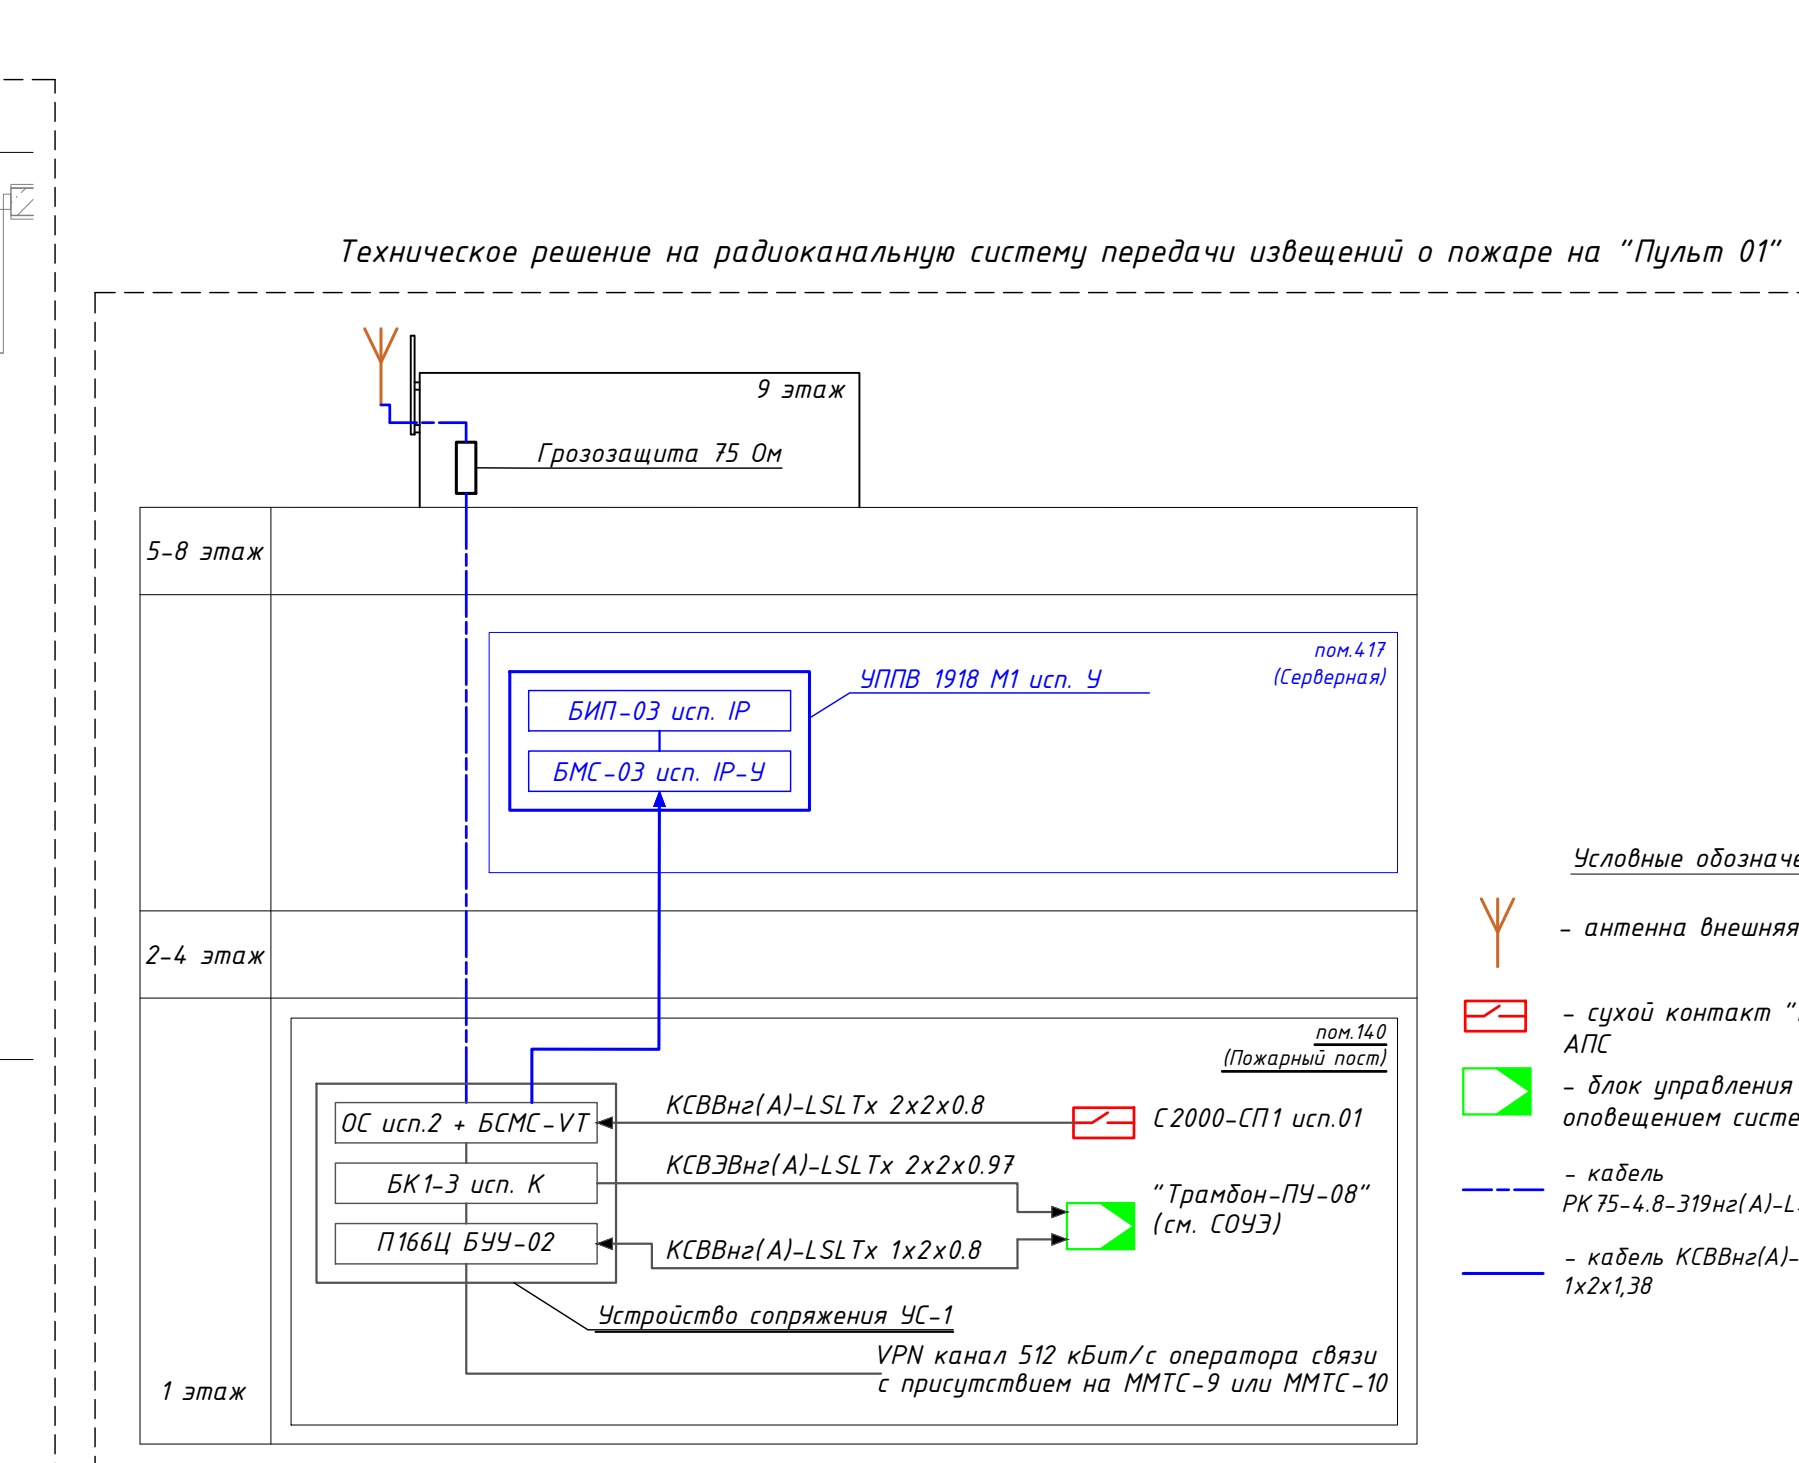 Техническое решение на радиоканальную систему передачи извещений о пожаре на "Пульт 01"
9 этаж
Грозозащита 75 Ом
5-8 этаж
пом.417
(Серверная)
УППВ 1918 М1 исп. У
БИП-03 исп. IP
БМС-03 исп. IP-У
2-4 этаж
пом.140
(Пожарный пост)
ОС исп.2 + БСМС-VT
КСВВнг(А)-LSLTx 2x2x0.8
С2000-СП1 исп.01
БК1-3 исп. К
КСВЭВнг(А)-LSLTx 2x2x0.97
"Трамбон-ПУ-08"
(см. СОУЭ)
П166Ц БУУ-02
КСВВнг(А)-LSLTx 1x2x0.8
Устройство сопряжения УС-1
VPN канал 512 кБит/с оператора связи
с присутствием на ММТС-9 или ММТС-10
1 этаж
Условные обозначе
- антенна внешняя
- сухой контакт "
АПС
- блок управления
оповещением систе
- кабель
РК75-4.8-319нг(А)-L
- кабель КСВВнг(А)-
1x2x1,38